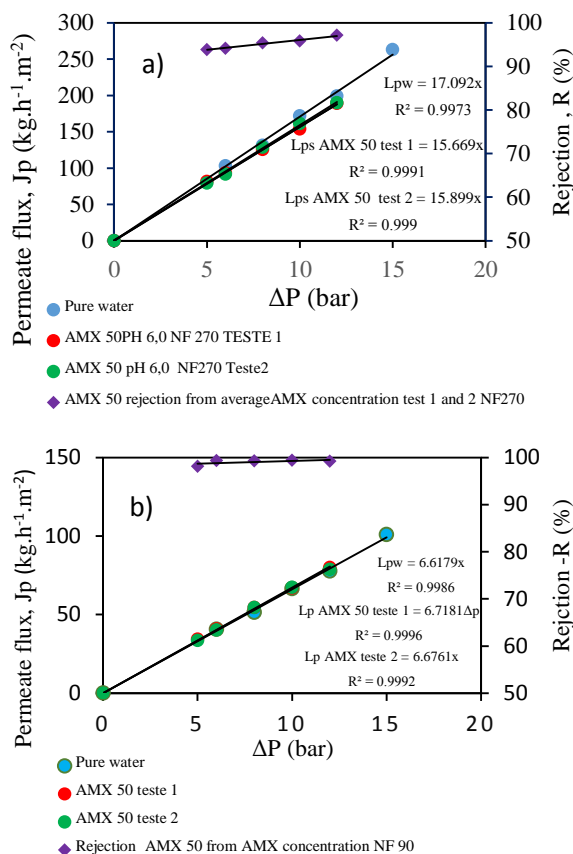 a)
Permeate flux, Jp (kg.h-1.m-2)
300
250
200
150
100
50
0
Rejection , R (%)
100
90
80
70
60
50
Lpw = 17.092x
R² = 0.9973
Lps AMX 50 test 1 = 15.669x
R² = 0.9991
Lps AMX 50 test 2 = 15.899x
R² = 0.999
0 5 10 15 20
ΔP (bar)
Pure water
AMX 50PH 6,0 NF 270 TESTE 1
AMX 50 pH 6,0 NF270 Teste2
AMX 50 rejection from averageAMX concentration test 1 and 2 NF270
b)
Permeate flux, Jp (kg.h-1.m-2)
150
100
50
0
Rejction -R (%)
100
90
80
70
60
50
Lpw = 6.6179x
R² = 0.9986
Lp AMX 50 teste 1 = 6.7181Δp
R² = 0.9996
Lp AMX teste 2 = 6.6761x
R² = 0.9992
0 5 10 15 20
ΔP (bar)
Pure water
AMX 50 teste 1
AMX 50 teste 2
Rejection AMX 50 from AMX concentration NF 90